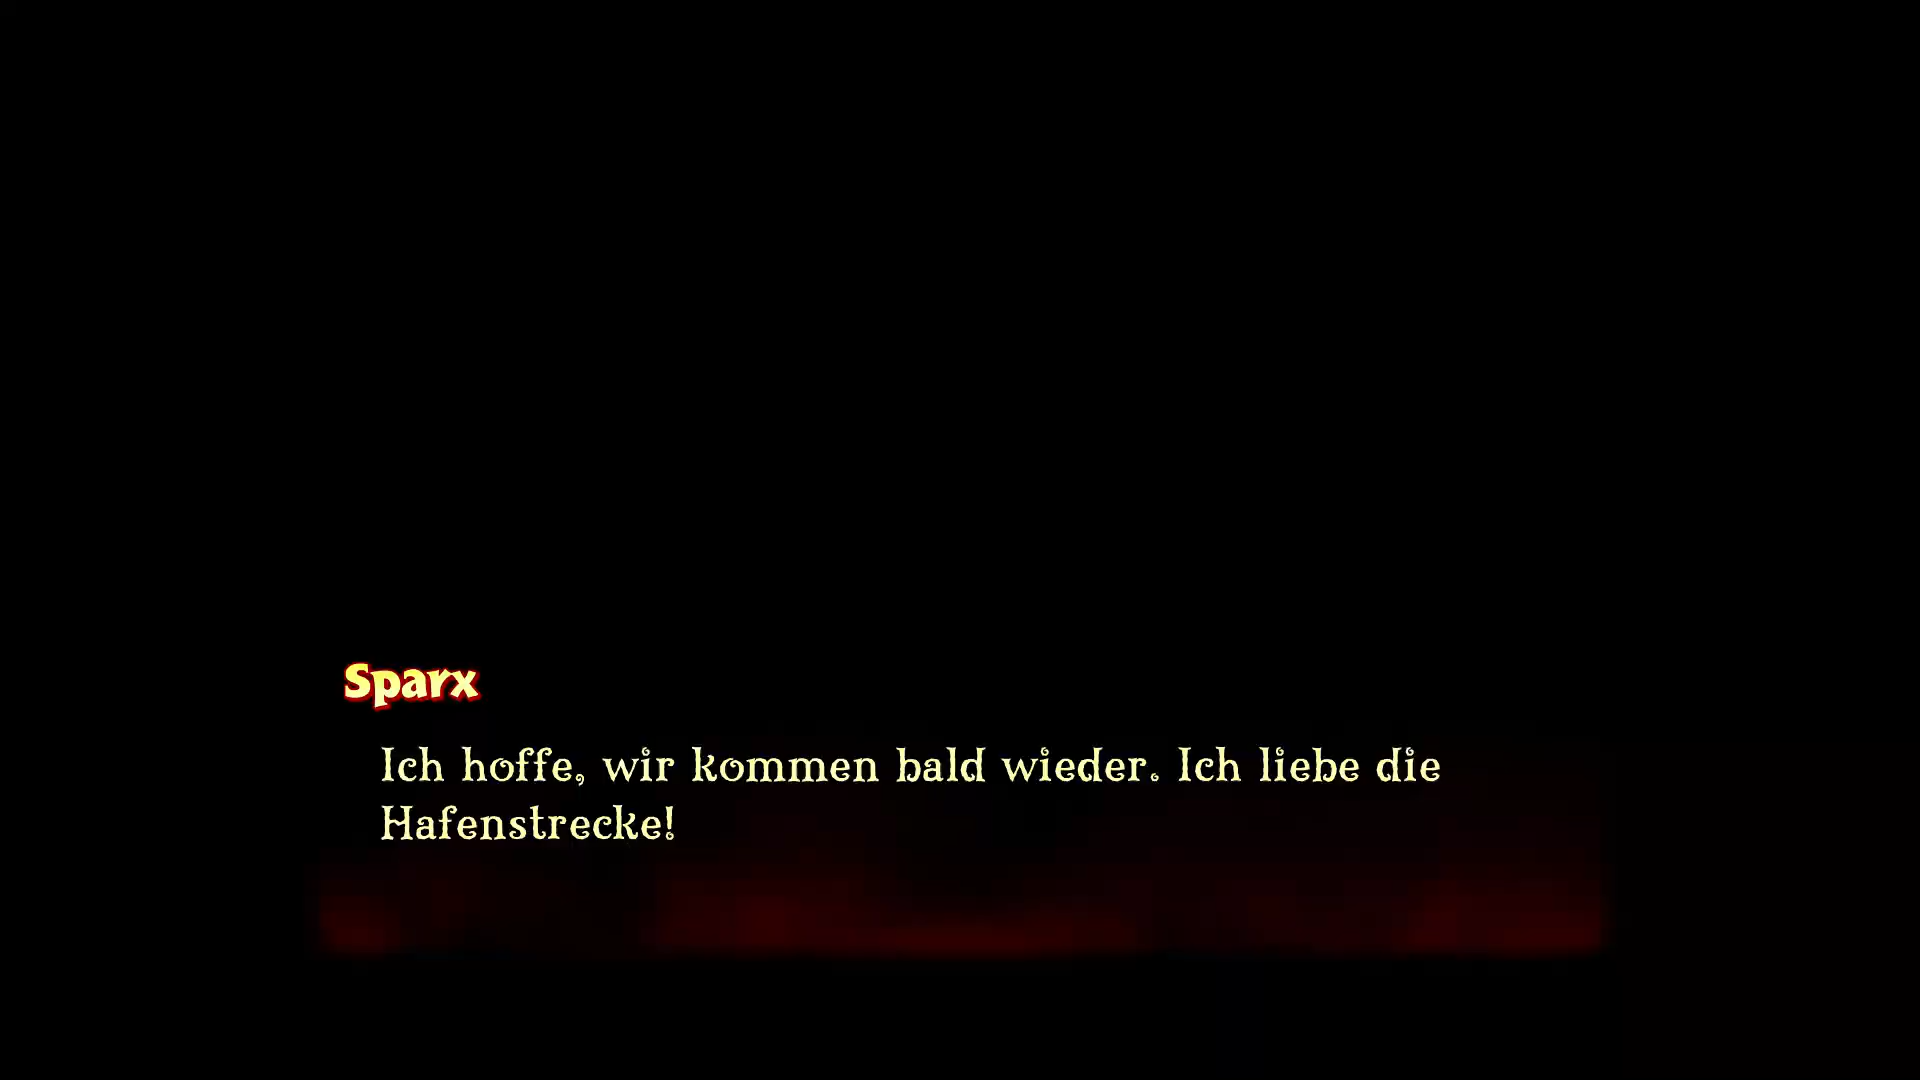 Sparx
Ich hoffe, wir kommen bald wieder. Ich liebe die
Hafenstrecke!